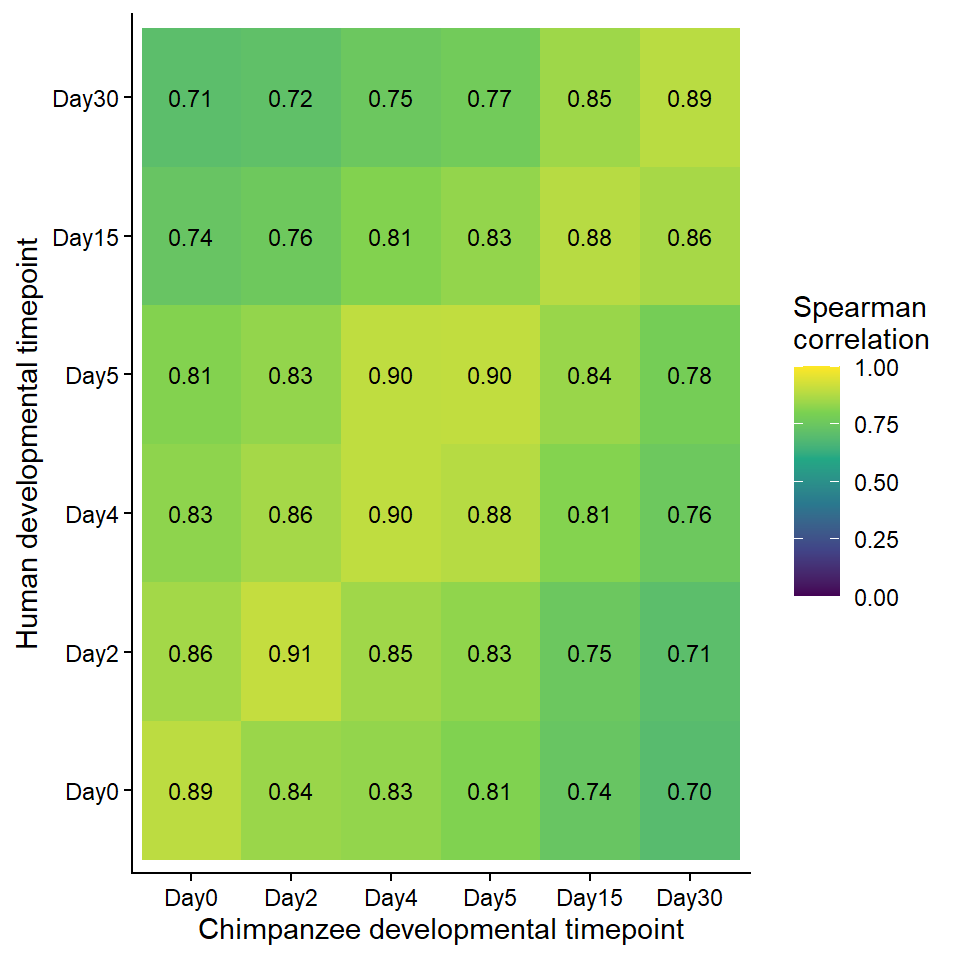 Human developmental timepoint
Day30 0.71 0.72 0.75 0.77 0.85 0.89
Day15 0.74 0.76 0.81 0.83 0.88 0.86
Day5 0.81 0.83 0.90 0.90 0.84 0.78
Day4 0.83 0.86 0.90 0.88 0.81 0.76
Day2 0.86 0.91 0.85 0.83 0.75 0.71
Day0 0.89 0.84 0.83 0.81 0.74 0.70
Day0 Day2 Day4 Day5 Day15 Day30
Chimpanzee developmental timepoint
Spearman
correlation
1.00
0.75
0.50
0.25
0.00